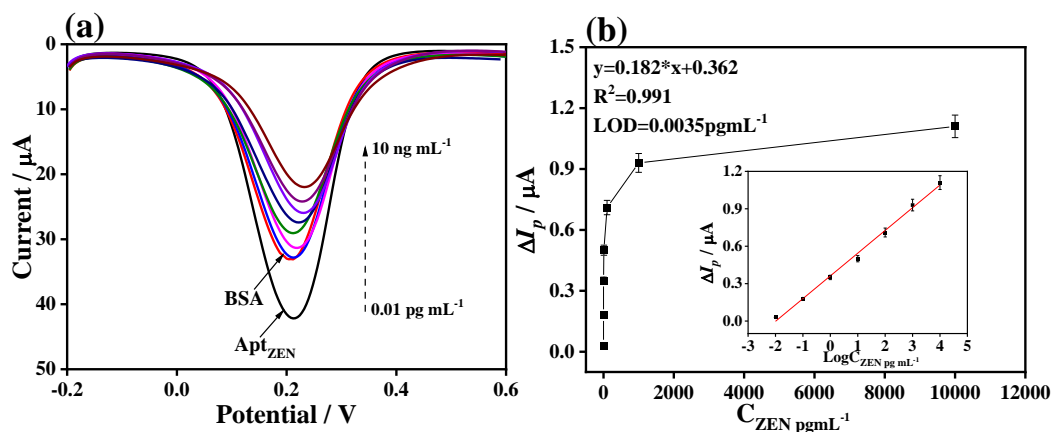 (a)
0
10
20
30
40
50
Current / μA
-0.2
0.0
0.2
0.4
0.6
Potential / V
10 ng mL-1
0.01 pg mL-1
BSA
AptZEN
(b)
y=0.182*x+0.362
R2=0.991
LOD=0.0035pgmL-1
1.5
1.2
0.9
0.6
0.3
0.0
ΔIp / μA
0
2000
4000
6000
8000
10000
12000
CZEN pgmL-1
1.2
0.9
0.6
0.3
0.0
ΔIp / μA
-3
-2
-1
0
1
2
3
4
5
LogCZEN pg mL-1